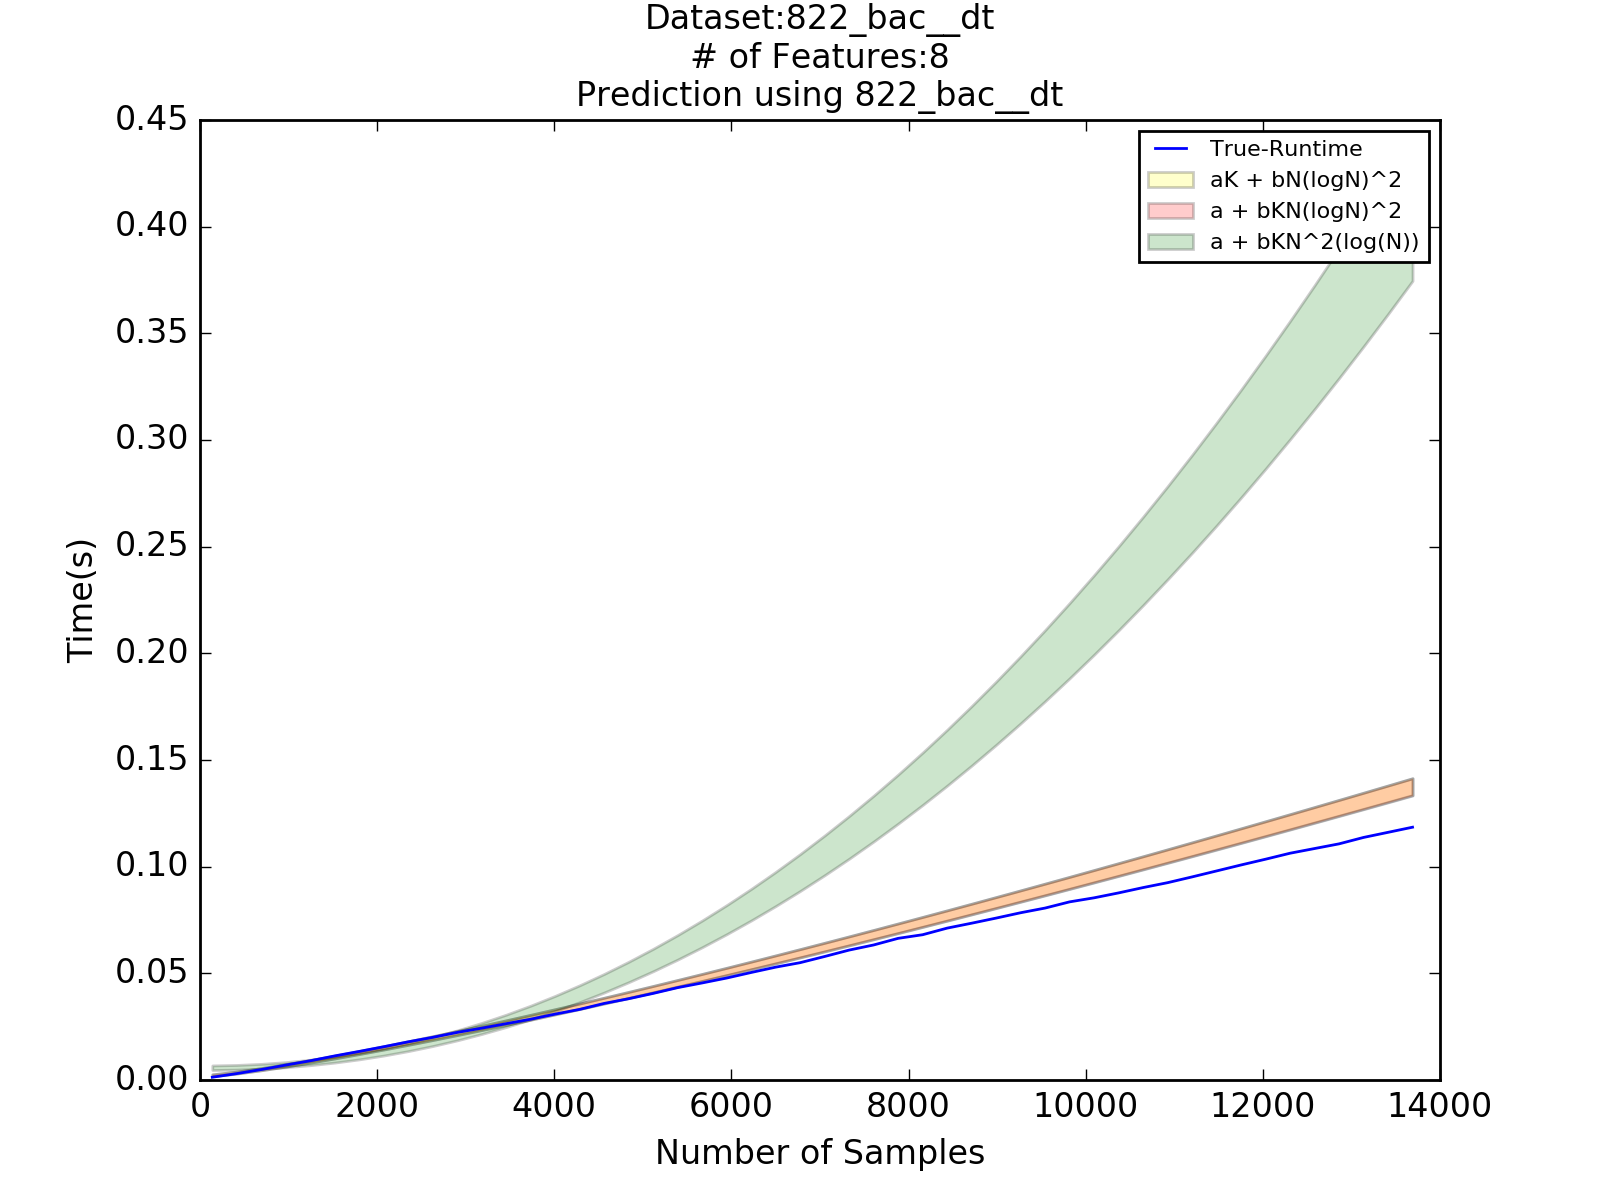 Dataset:822_bac__dt
# of Features:8
Prediction using 822_bac__dt
0.45
0.40
0.35
0.30
0.25
0.20
0.15
0.10
0.05
0.00
Time(s)
True-Runtime
aK + bN(logN)^2
a + bKN(logN)^2
a + bKN^2(log(N))
0 2000 4000 6000 8000 10000 12000 14000
Number of Samples